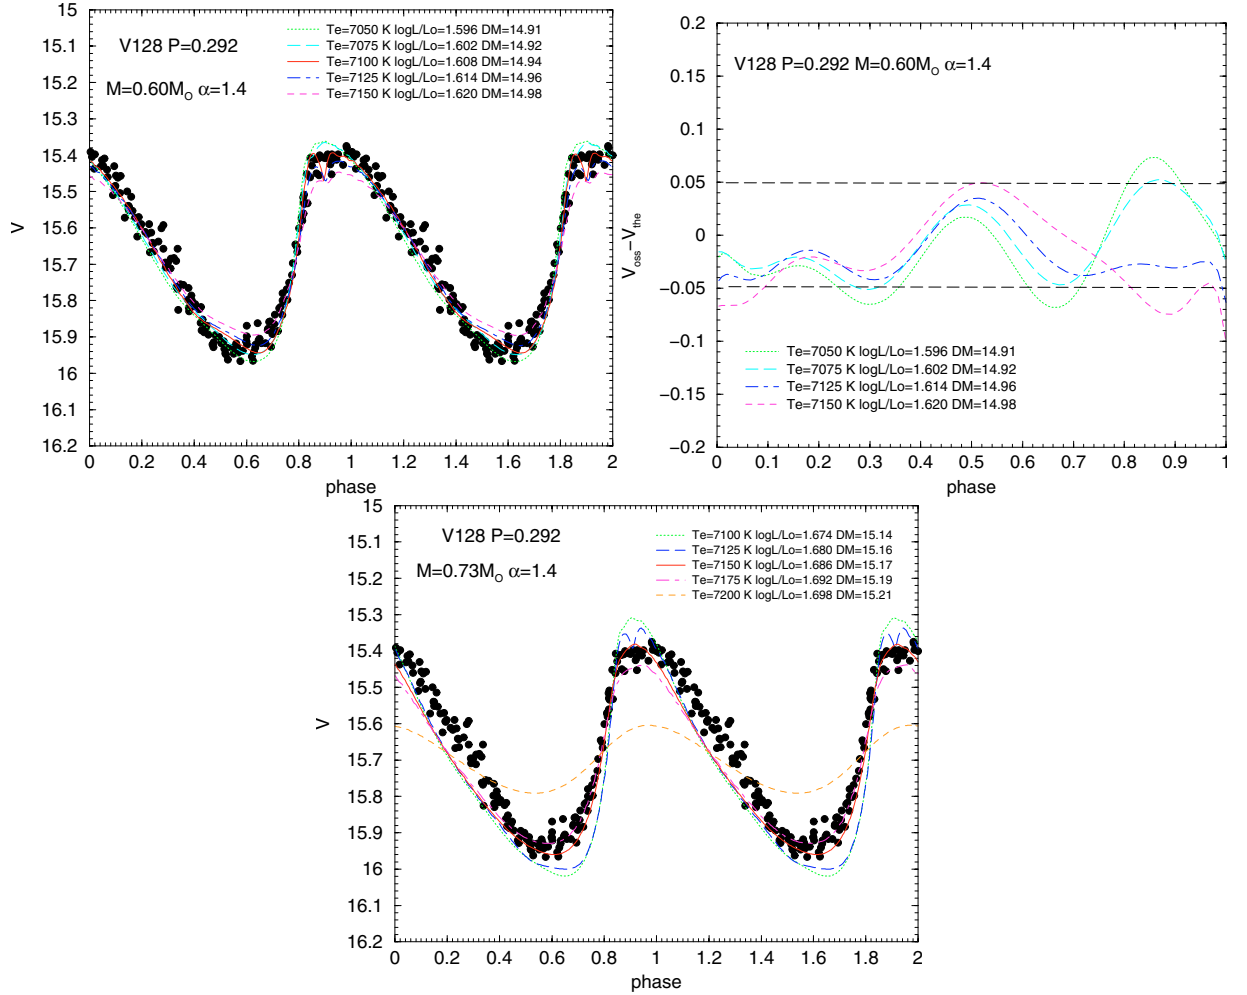 15
15.1
15.2
15.3
15.4
15.5
15.6
15.7
15.8
15.9
16
16.1
16.2
V
V128 P=0.292
M=0.60M_O α=1.4
Te=7050 K logL/Lo=1.596 DM=14.91
Te=7075 K logL/Lo=1.602 DM=14.92
Te=7100 K logL/Lo=1.608 DM=14.94
Te=7125 K logL/Lo=1.614 DM=14.96
Te=7150 K logL/Lo=1.620 DM=14.98
0 0.2 0.4 0.6 0.8 1 1.2 1.4 1.6 1.8 2
phase
0.2
0.15
0.1
0.05
0
−0.05
−0.1
−0.15
−0.2
V_oss−V_the
V128 P=0.292 M=0.60M_O α=1.4
Te=7050 K logL/Lo=1.596 DM=14.91
Te=7075 K logL/Lo=1.602 DM=14.92
Te=7125 K logL/Lo=1.614 DM=14.96
Te=7150 K logL/Lo=1.620 DM=14.98
0 0.1 0.2 0.3 0.4 0.5 0.6 0.7 0.8 0.9 1
phase
15
15.1
15.2
15.3
15.4
15.5
15.6
15.7
15.8
15.9
16
16.1
16.2
V
V128 P=0.292
M=0.73M_O α=1.4
Te=7100 K logL/Lo=1.674 DM=15.14
Te=7125 K logL/Lo=1.680 DM=15.16
Te=7150 K logL/Lo=1.686 DM=15.17
Te=7175 K logL/Lo=1.692 DM=15.19
Te=7200 K logL/Lo=1.698 DM=15.21
0 0.2 0.4 0.6 0.8 1 1.2 1.4 1.6 1.8 2
phase